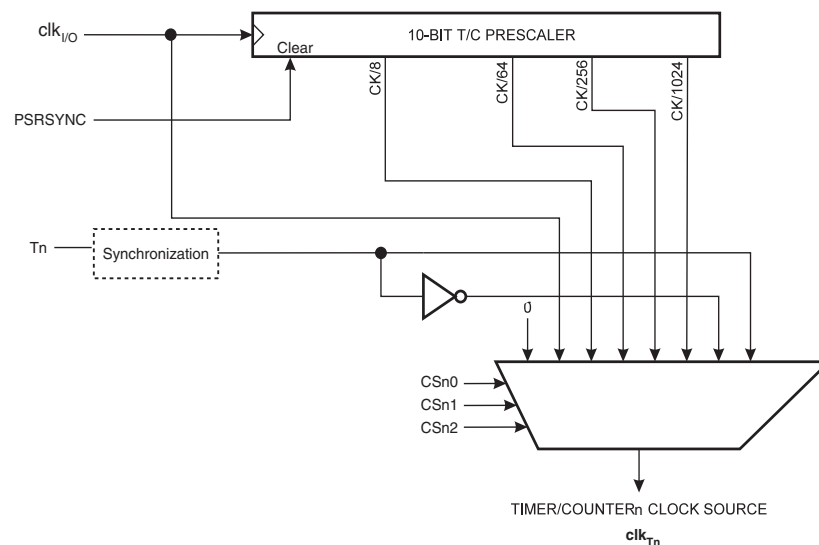 clkI/O
10-BIT T/C PRESCALER
Clear
CK/8
CK/64
CK/256
CK/1024
PSRSYNC
Tn
Synchronization
0
CSn0
CSn1
CSn2
TIMER/COUNTERn CLOCK SOURCE
clkTn